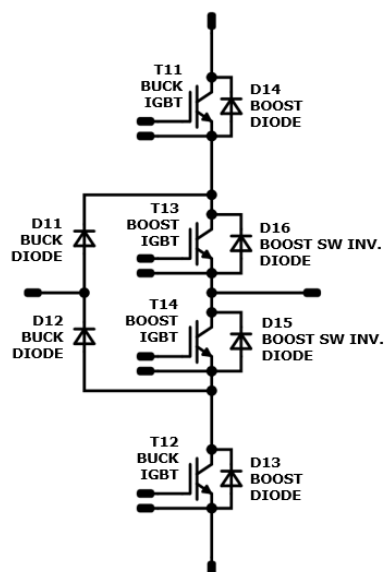 T11
BUCK
IGBT
D14
BOOST
DIODE
D11
BUCK
DIODE
T13
BOOST
IGBT
D16
BOOST SW INV.
DIODE
D12
BUCK
DIODE
T14
BOOST
IGBT
D15
BOOST SW INV.
DIODE
T12
BUCK
IGBT
D13
BOOST
DIODE